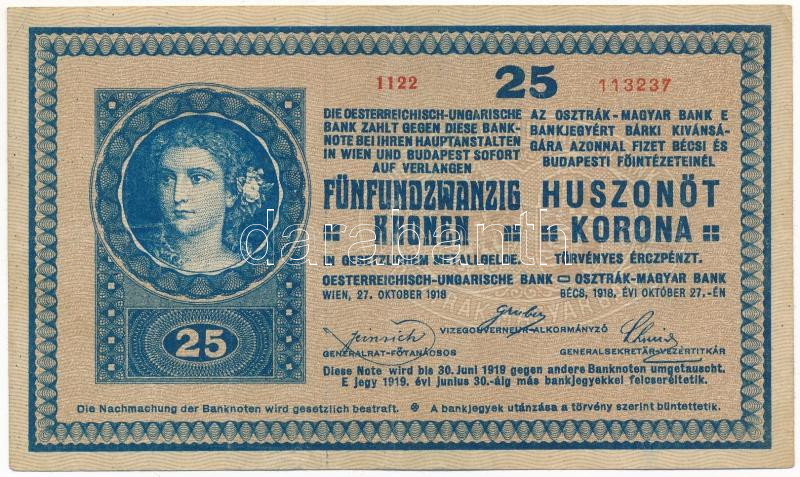 1122 25 113237
DIE OESTERREICHISCH-UNGARISCHE
BANK ZAHLT GEGEN DIESE BANK-
NOTE BEI IHREN HAUPTANSTALTEN
IN WIEN UND BUDAPEST SOFORT
AUF VERLANGEN
FÜNFUNDZWANZIG
KRONEN
IN GESETZLICHEM METALLGELDE.
AZ OSZTRÁK-MAGYAR BANK E
BANKJEGYÉRT BÁRKI KIVÁNSÁ-
GÁRA AZONNAL FIZET BÉCSI ÉS
BUDAPESTI FŐINTÉZETEINÉL
HUSZONÖT
KORONA
TÖRVÉNYES ÉRCZPÉNZT.
darabanth
OESTERREICHISCH-UNGARISCHE BANK OSZTRÁK-MAGYAR BANK
WIEN, 27. OKTOBER 1918 BÉCS, 1918. ÉVI OKTÓBER 27.-ÉN
VIZEGOUVERNEUR-ALKORMÁNYZÓ
GENERALRAT-FŐTANÁCSOS GENERALSEKRETÄR-VEZÉRTITKÁR
25
Diese Note wird bis 30. Juni 1919 gegen andere Banknoten umgetauscht.
E jegy 1919. évi junius 30.-áig más bankjegyekkel felcseréltetik.
Die Nachmachung der Banknoten wird gesetzlich bestraft. A bankjegyek utánzása a törvény szerint büntettetik.